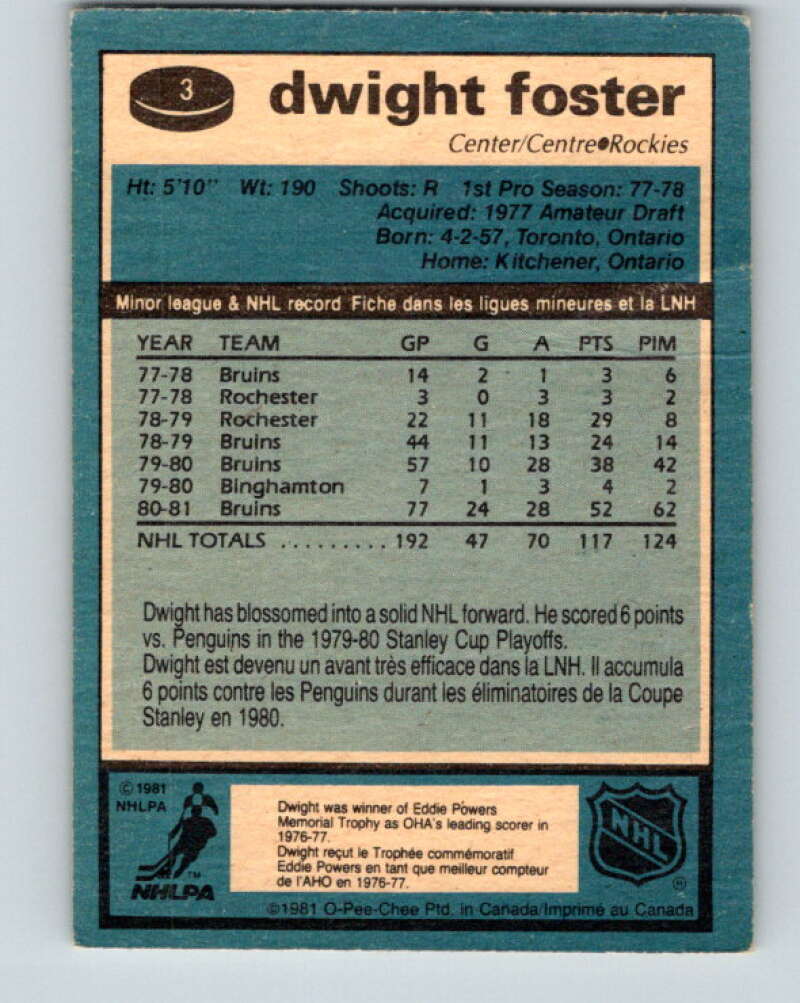 3
dwight foster
Center/Centre●Rockies
Ht: 5'10" Wt: 190 Shoots: R 1st Pro Season: 77-78
Acquired: 1977 Amateur Draft
Born: 4-2-57, Toronto, Ontario
Home: Kitchener, Ontario
Minor league & NHL record Fiche dans les ligues mineures et la LNH
YEAR TEAM GP G A PTS PIM
77-78 Bruins 14 2 1 3 6
77-78 Rochester 3 0 3 3 2
78-79 Rochester 22 11 18 29 8
78-79 Bruins 44 11 13 24 14
79-80 Bruins 57 10 28 38 42
79-80 Binghamton 7 1 3 4 2
80-81 Bruins 77 24 28 52 62
NHL TOTALS ......... 192 47 70 117 124
Dwight has blossomed into a solid NHL forward. He scored 6 points
vs. Penguins in the 1979-80 Stanley Cup Playoffs.
Dwight est devenu un avant très efficace dans la LNH. Il accumula
6 points contre les Penguins durant les éliminatoires de la Coupe
Stanley en 1980.
©1981
NHLPA
TM
NHLPA
Dwight was winner of Eddie Powers
Memorial Trophy as OHA's leading scorer in
1976-77.
Dwight reçut le Trophée commémoratif
Eddie Powers en tant que meilleur compteur
de l'AHO en 1976-77.
NHL
©1981 O-Pee-Chee Ptd. in Canada/Imprimé au Canada